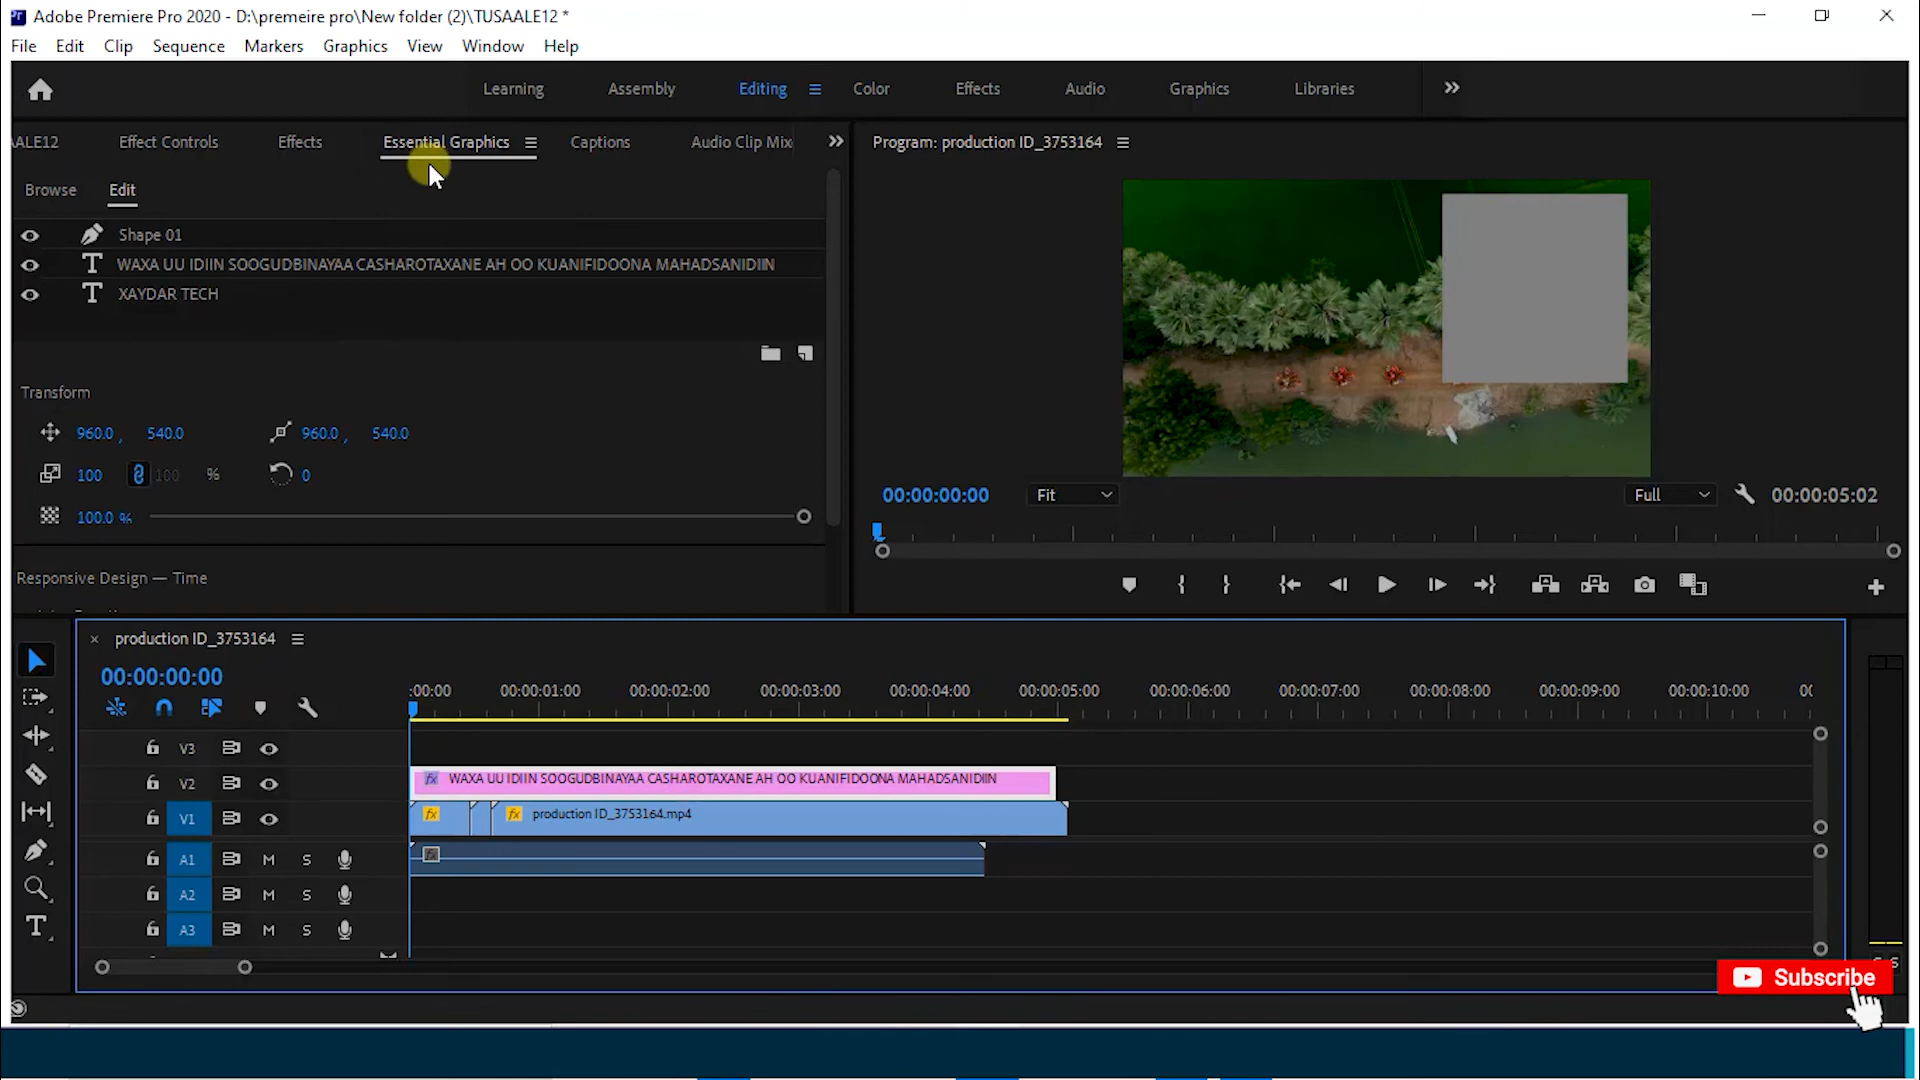 Adobe Premiere Pro 2020 - D:\premeire pro\New folder (2)\TUSAALE12 *
File Edit Clip Sequence Markers Graphics View Window Help
Learning Assembly Editing Color Effects Audio Graphics Libraries
AALE12 Effect Controls Effects Essential Graphics Captions Audio Clip Mix
Program: production ID_3753164
Browse Edit
Shape 01
WAXA UU IDIIN SOOGUDBINAYAA CASHAROTAXANE AH OO KUANIFIDOONA MAHADSANIDIIN
XAYDAR TECH
Transform
960.0 , 540.0 960.0 , 540.0
100 100 % 0
100.0 %
Responsive Design — Time
00:00:00:00 Fit Full 00:00:05:02
production ID_3753164
00:00:00:00
:00:00 00:00:01:00 00:00:02:00 00:00:03:00 00:00:04:00 00:00:05:00 00:00:06:00 00:00:07:00 00:00:08:00 00:00:09:00 00:00:10:00
V3
V2 fx WAXA UU IDIIN SOOGUDBINAYAA CASHAROTAXANE AH OO KUANIFIDOONA MAHADSANIDIIN
V1 fx fx production ID_3753164.mp4
A1 M S fx
A2 M S
A3 M S
S
Subscribe